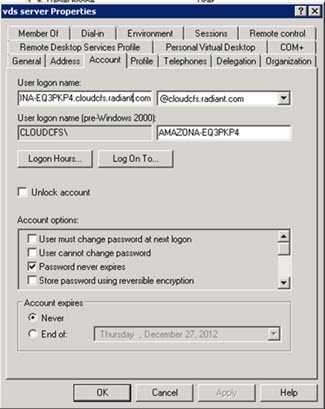 vds server Properties
Member Of Dial-in Environment Sessions Remote control
Remote Desktop Services Profile Personal Virtual Desktop COM+
General Address Account Profile Telephones Delegation Organization
User logon name:
INA-EQ3PKP4.cloudcfs.radiant.com @cloudcfs.radiant.com
User logon name (pre-Windows 2000):
CLOUDCFS\ AMAZONA-EQ3PKP4
Logon Hours... Log On To...
Unlock account
Account options:
User must change password at next logon
User cannot change password
Password never expires
Store password using reversible encryption
Account expires
Never
End of: Thursday , December 27, 2012
OK Cancel Apply Help